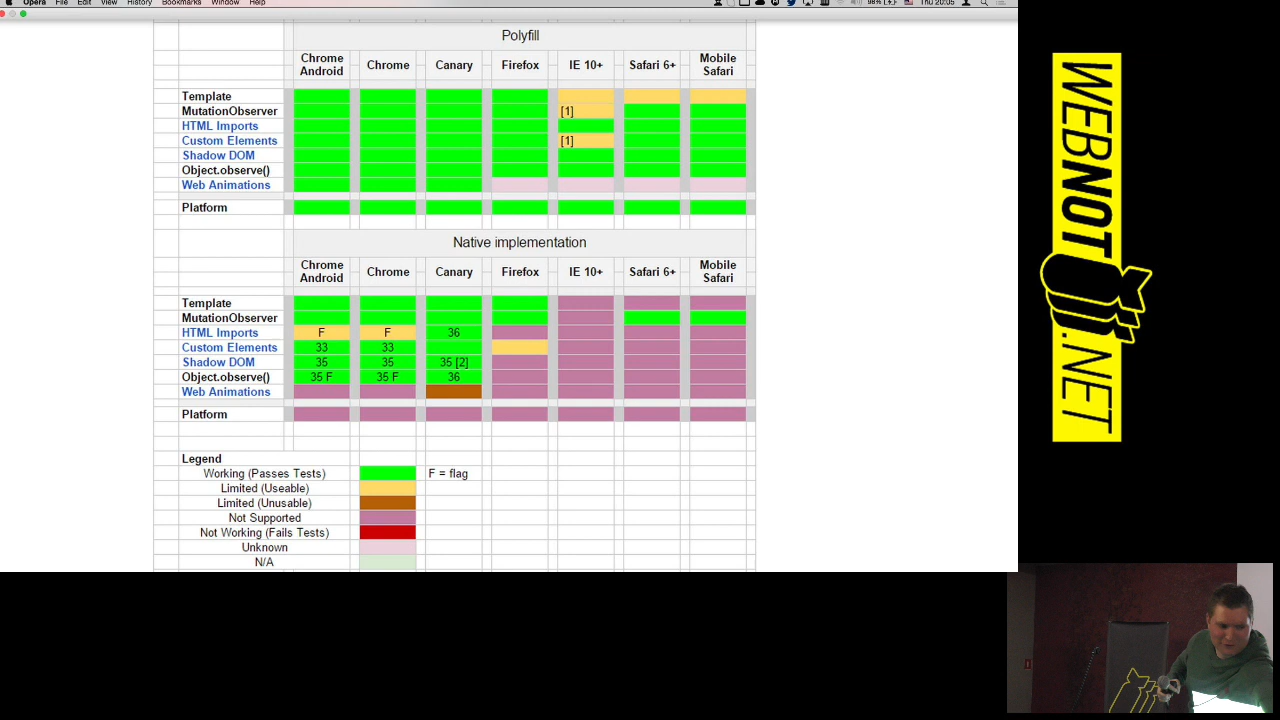 Opera File Edit View History Bookmarks Window Help
98% Thu 20:05
Polyfill
Chrome Android Chrome Canary Firefox IE 10+ Safari 6+ Mobile Safari
Template
MutationObserver [1]
HTML Imports
Custom Elements [1]
Shadow DOM
Object.observe()
Web Animations
Platform
Native implementation
Chrome Android Chrome Canary Firefox IE 10+ Safari 6+ Mobile Safari
Template
MutationObserver
HTML Imports F F 36
Custom Elements 33 33
Shadow DOM 35 35 35 [2]
Object.observe() 35 F 35 F 36
Web Animations
Platform
Legend
Working (Passes Tests) F = flag
Limited (Useable)
Limited (Unusable)
Not Supported
Not Working (Fails Tests)
Unknown
N/A
WEBNOT.NET